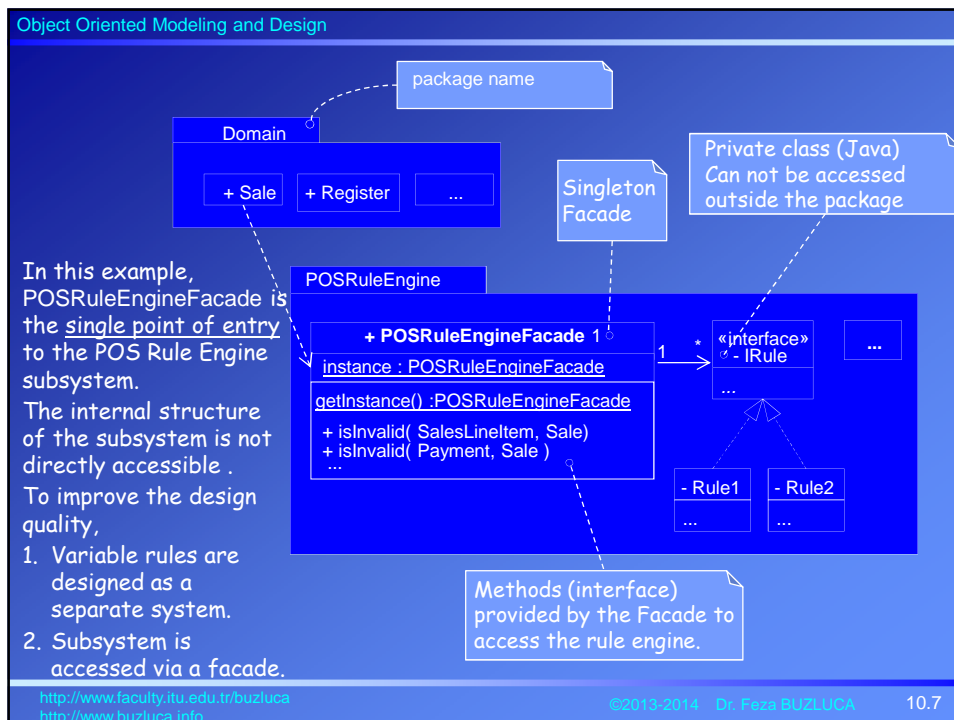 Object Oriented Modeling and Design
package name
Domain
+ Sale
+ Register
...
Private class (Java)
Can not be accessed
outside the package
Singleton
Facade
In this example,
POSRuleEngineFacade is
the single point of entry
to the POS Rule Engine
subsystem.
The internal structure
of the subsystem is not
directly accessible .
To improve the design
quality,
1. Variable rules are
designed as a
separate system.
2. Subsystem is
accessed via a facade.
POSRuleEngine
+ POSRuleEngineFacade 1
instance : POSRuleEngineFacade
getInstance() :POSRuleEngineFacade
+ isInvalid( SalesLineItem, Sale)
+ isInvalid( Payment, Sale )
...
1
*
«interface»
- IRule
...
...
- Rule1
...
- Rule2
...
Methods (interface)
provided by the Facade to
access the rule engine.
http://www.faculty.itu.edu.tr/buzluca
http://www.buzluca.info
©2013-2014 Dr. Feza BUZLUCA
10.7